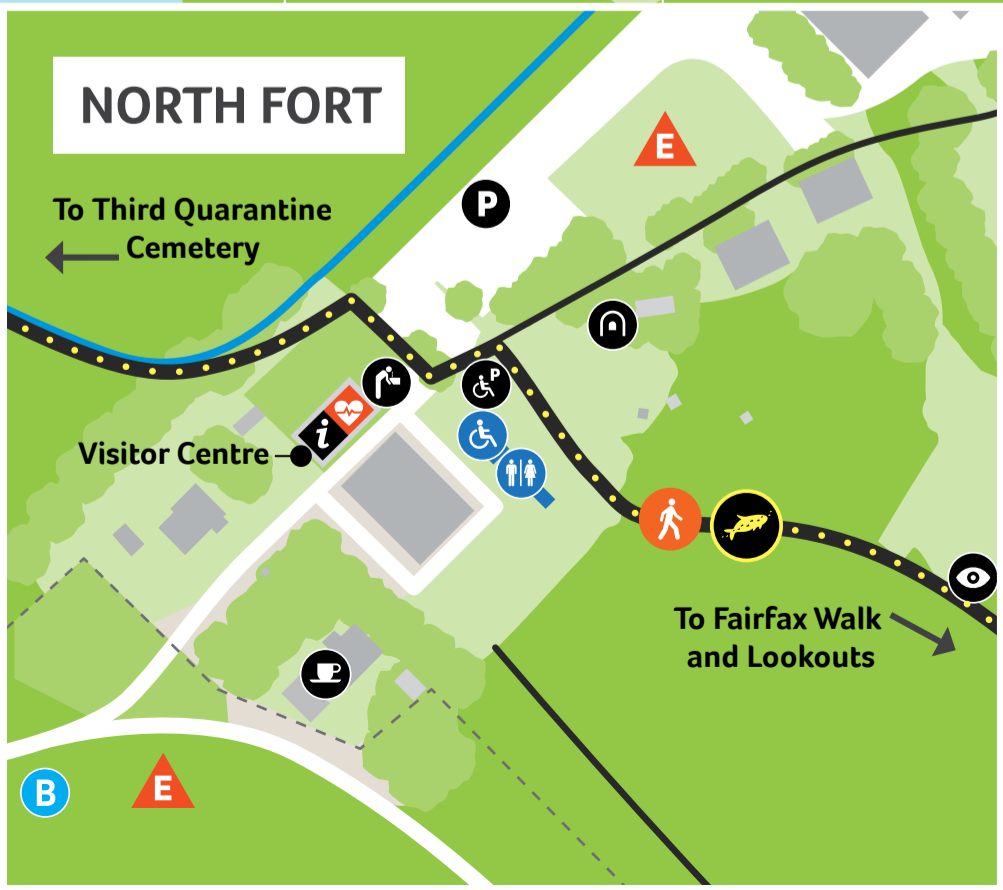 NORTH FORT
E
P
To Third Quarantine
Cemetery
P
i
Visitor Centre
To Fairfax Walk
and Lookouts
B
E